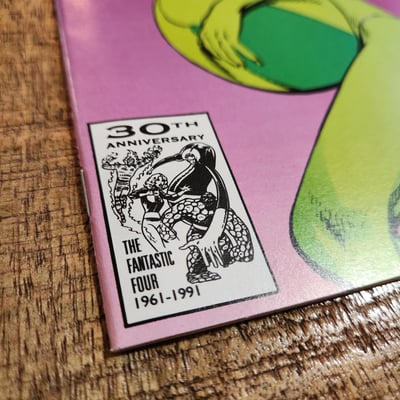 30TH
ANNIVERSARY
THE
FANTASTIC
FOUR
1961-1991